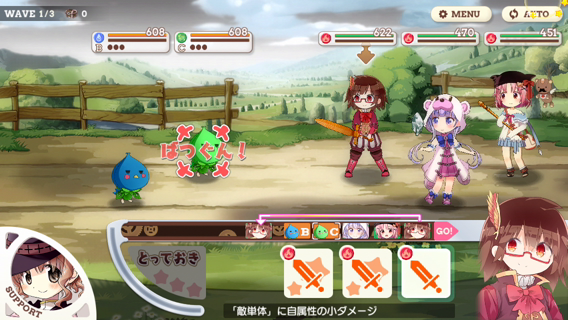 WAVE 1/3 0
MENU
AUTO
B 608
C 608
622
470
451
ばつぐん!
B C GO!
とっておき
SUPPORT
「敵単体」に自属性の小ダメージ